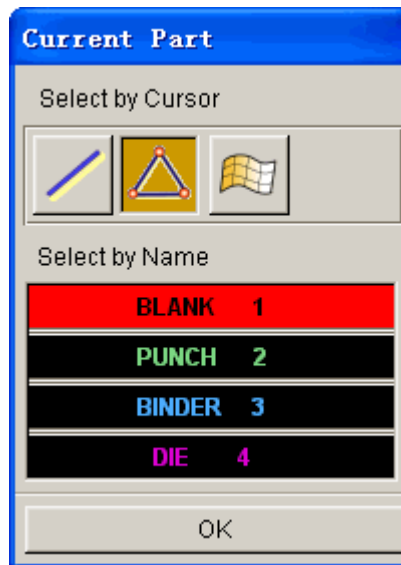 Current Part
Select by Cursor
Select by Name
BLANK 1
PUNCH 2
BINDER 3
DIE 4
OK